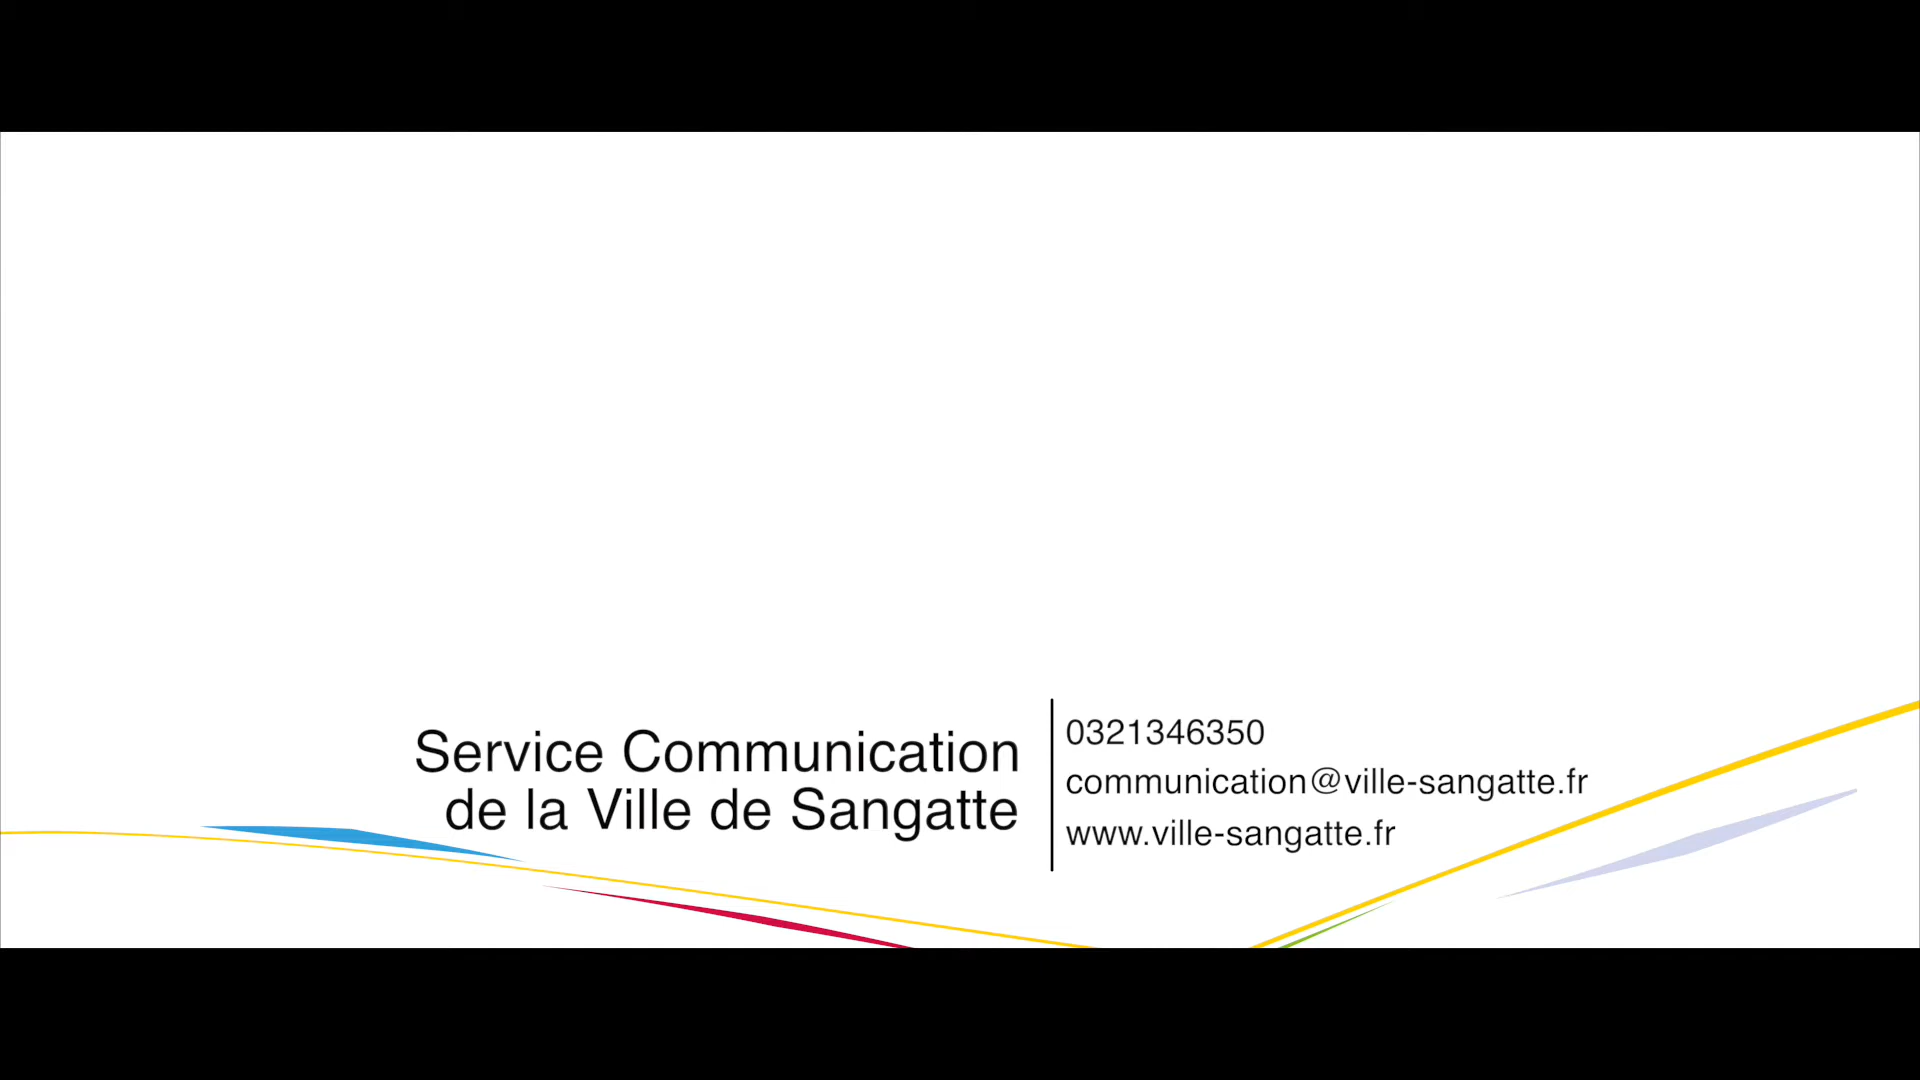 Service Communication
de la Ville de Sangatte
0321346350
communication@ville-sangatte.fr
www.ville-sangatte.fr